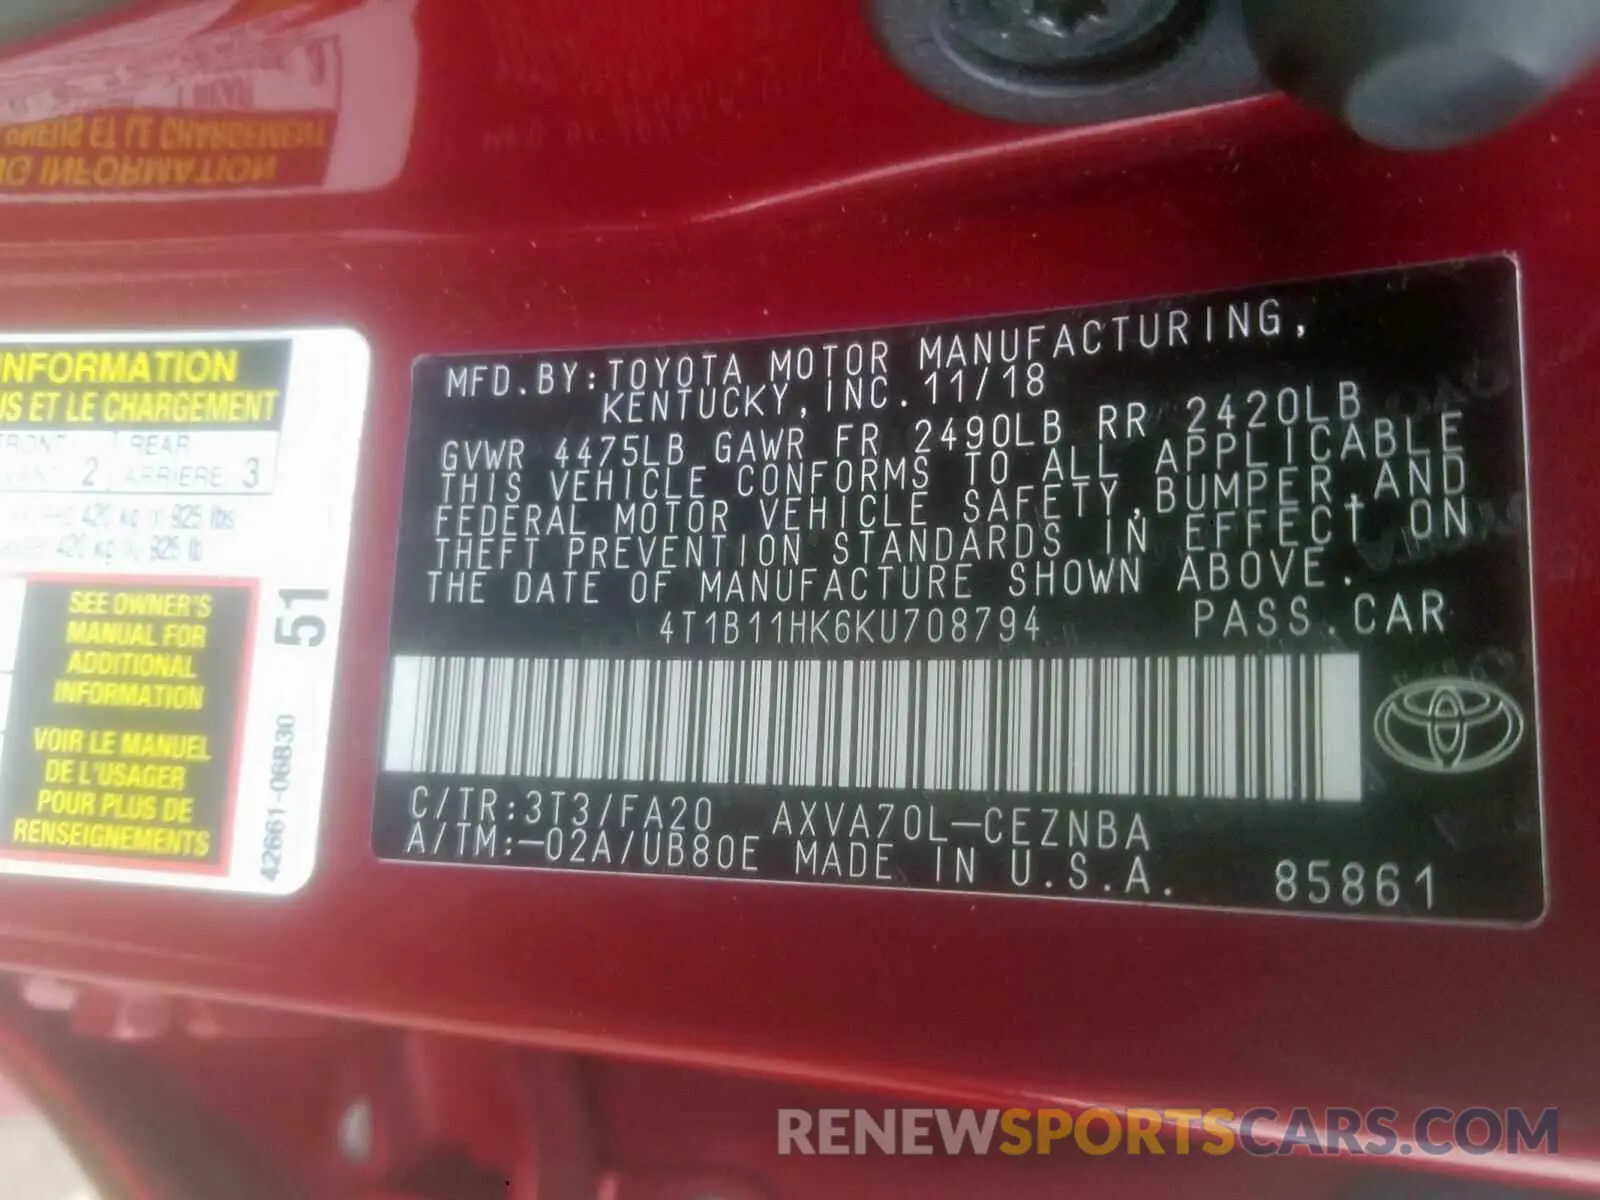 INFORMATION
US ET LE CHARGEMENT
FRONT REAR
2 ARRIERE 3
420 kg 925 lbs
420 kg 925 lb
SEE OWNER'S
MANUAL FOR
ADDITIONAL
INFORMATION
VOIR LE MANUEL
DE L'USAGER
POUR PLUS DE
RENSEIGNEMENTS
51
42661-06B30
MFD.BY:TOYOTA MOTOR MANUFACTURING,
KENTUCKY, INC. 11/18
GVWR 4475LB GAWR FR 2490LB RR 2420LB
THIS VEHICLE CONFORMS TO ALL APPLICABLE
FEDERAL MOTOR VEHICLE SAFETY,BUMPER,AND
THEFT PREVENTION STANDARDS IN EFFECT ON
THE DATE OF MANUFACTURE SHOWN ABOVE.
4T1B11HK6KU708794 PASS.CAR
C/TR:3T3/FA20 AXVA70L-CEZNBA
A/TM:-02A/UB80E MADE IN U.S.A. 85861
RENEWSPORTSCARS.COM